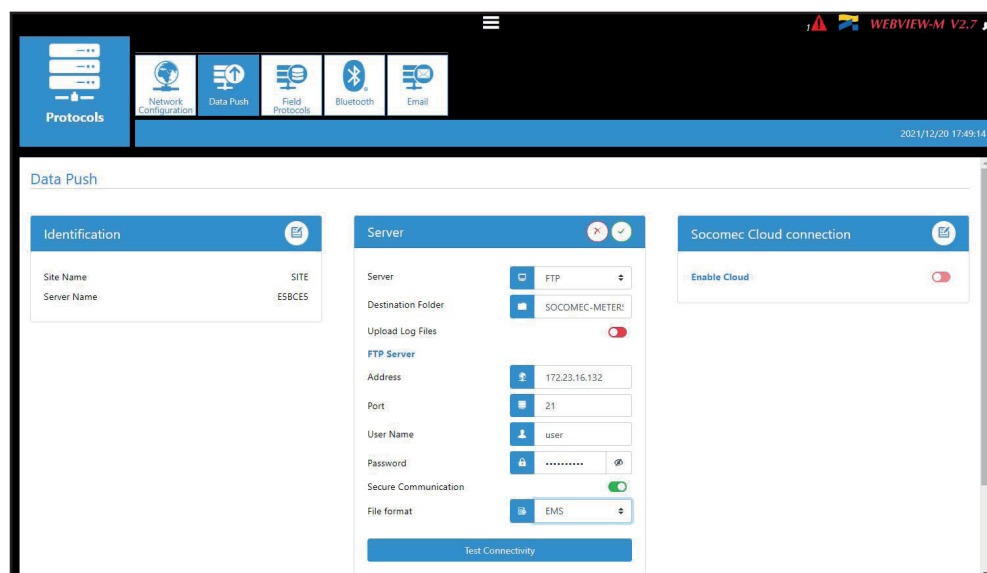 1 WEBVIEW-M V2.7
Protocols
Network Configuration
Data Push
Field Protocols
Bluetooth
Email
2021/12/20 17:49:14
Data Push
Identification
Site Name SITE
Server Name E5BCE5
Server
Server FTP
Destination Folder SOCOMEC-METERS
Upload Log Files
FTP Server
Address 172.23.16.132
Port 21
User Name user
Password ••••••••••
Secure Communication
File format EMS
Test Connectivity
Socomec Cloud connection
Enable Cloud